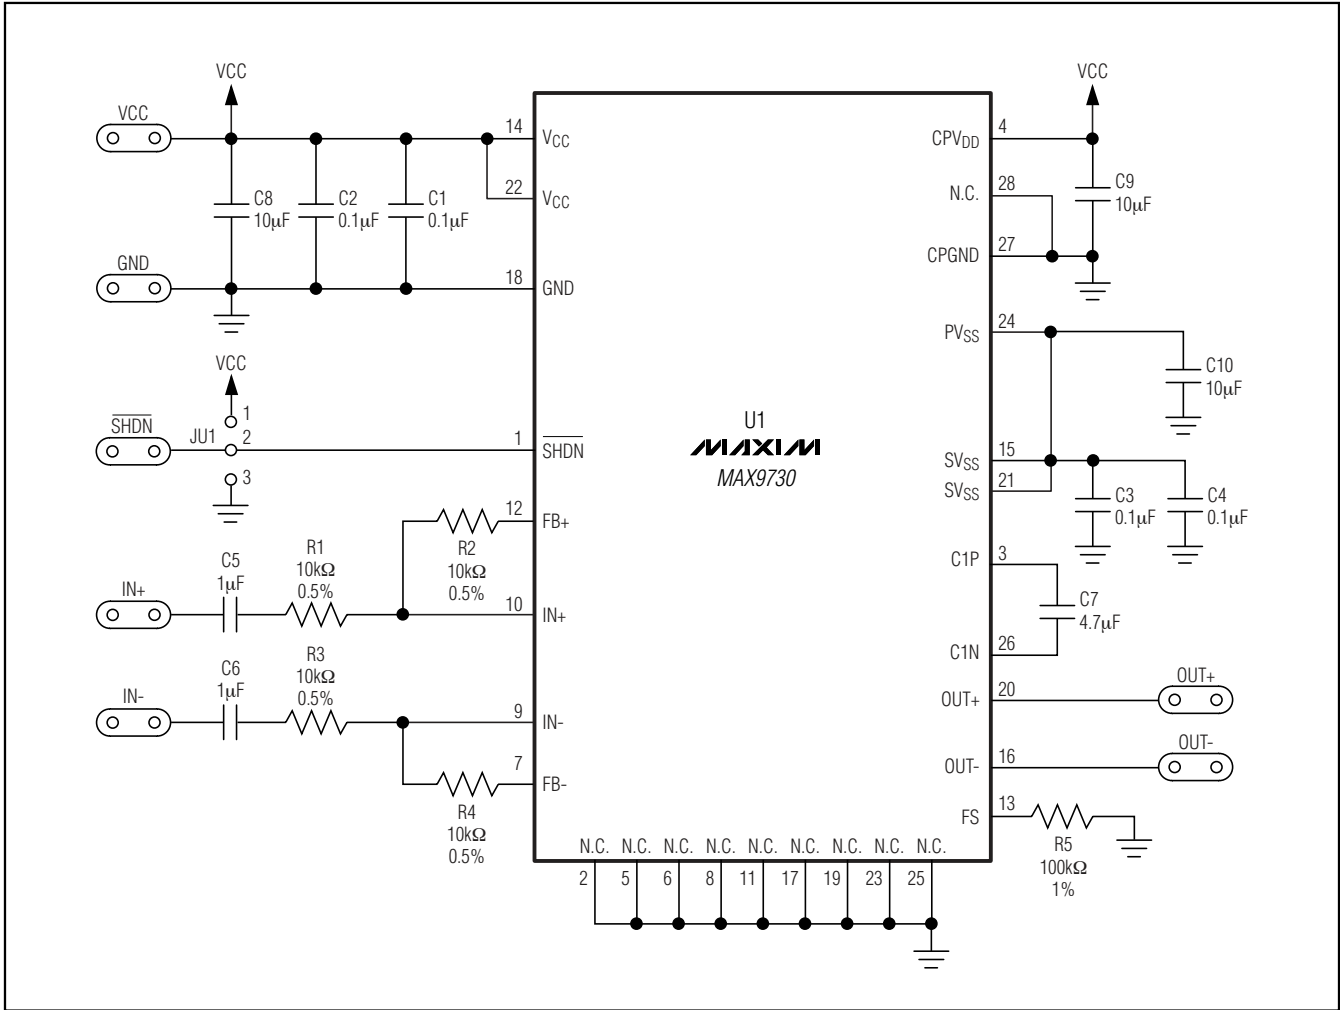 VCC
VCC
14
VCC
22
VCC
C8
10µF
C2
0.1µF
C1
0.1µF
GND
18
GND
VCC
1
SHDN
JU1
2
3
1
SHDN
12
FB+
R2
10kΩ
0.5%
IN+
C5
1µF
R1
10kΩ
0.5%
10
IN+
IN-
C6
1µF
R3
10kΩ
0.5%
9
IN-
7
FB-
R4
10kΩ
0.5%
U1
MAXIM
MAX9730
VCC
CPVDD
4
N.C.
28
C9
10µF
CPGND
27
PVSS
24
C10
10µF
SVSS
15
SVSS
21
C3
0.1µF
C4
0.1µF
C1P
3
C7
4.7µF
C1N
26
OUT+
20
OUT+
OUT-
16
OUT-
FS
13
R5
100kΩ
1%
N.C. N.C. N.C. N.C. N.C. N.C. N.C. N.C. N.C.
2 5 6 8 11 17 19 23 25